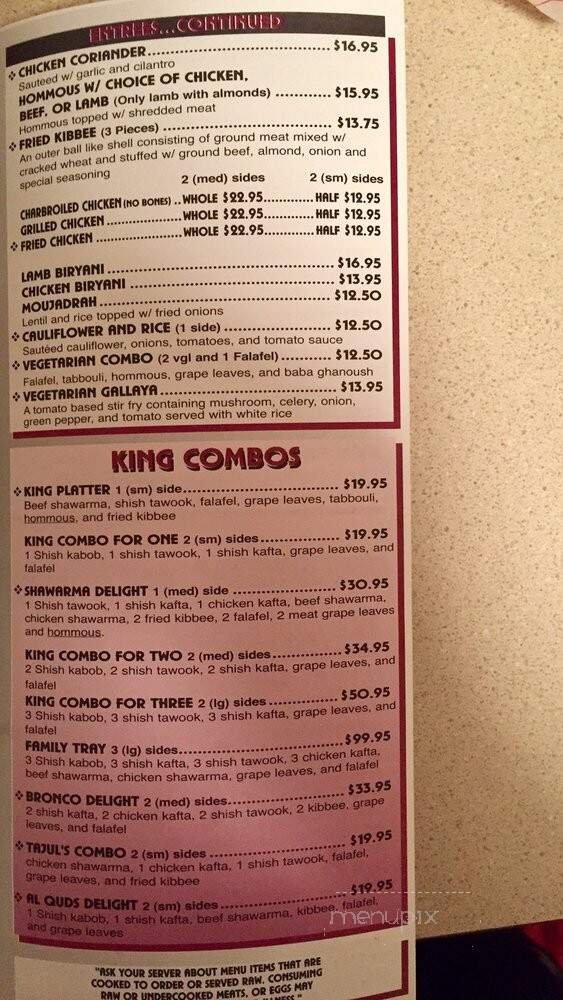 ENTREES...CONTINUED
❖ CHICKEN CORIANDER.................................. $16.95
Sauteed w/ garlic and cilantro
HOMMOUS W/ CHOICE OF CHICKEN,
BEEF, OR LAMB (Only lamb with almonds) ............ $15.95
Hommous topped w/ shredded meat
❖ FRIED KIBBEE (3 Pieces) .................................... $13.75
An outer ball like shell consisting of ground meat mixed w/
cracked wheat and stuffed w/ ground beef, almond, onion and
special seasoning
2 (med) sides 2 (sm) sides
CHARBROILED CHICKEN (NO BONES) .. WHOLE $22.95............ HALF $12.95
GRILLED CHICKEN ........................ WHOLE $22.95............ HALF $12.95
❖ FRIED CHICKEN ........................ WHOLE $22.95............ HALF $12.95
LAMB BIRYANI .................................................. $16.95
CHICKEN BIRYANI ............................................ $13.95
MOUJADRAH .................................................... $12.50
Lentil and rice topped w/ fried onions
❖ CAULIFLOWER AND RICE (1 side) ........................ $12.50
Sautéed cauliflower, onions, tomatoes, and tomato sauce
❖ VEGETARIAN COMBO (2 vgl and 1 Falafel)........... $12.50
Falafel, tabbouli, hommous, grape leaves, and baba ghanoush
❖ VEGETARIAN GALLAYA ...................................... $13.95
A tomato based stir fry containing mushroom, celery, onion,
green pepper, and tomato served with white rice
KING COMBOS
❖ KING PLATTER 1 (sm) side.................................. $19.95
Beef shawarma, shish tawook, falafel, grape leaves, tabbouli,
hommous, and fried kibbee
KING COMBO FOR ONE 2 (sm) sides.................. $19.95
1 Shish kabob, 1 shish tawook, 1 shish kafta, grape leaves, and
falafel
❖ SHAWARMA DELIGHT 1 (med) side ........................ $30.95
1 Shish tawook, 1 shish kafta, 1 chicken kafta, beef shawarma,
chicken shawarma, 2 fried kibbee, 2 falafel, 2 meat grape leaves
and hommous.
KING COMBO FOR TWO 2 (med) sides................ $34.95
2 Shish kabob, 2 shish tawook, 2 shish kafta, grape leaves, and
falafel
KING COMBO FOR THREE 2 (lg) sides .................. $50.95
3 Shish kabob, 3 shish tawook, 3 shish kafta, grape leaves, and
falafel
FAMILY TRAY 3 (lg) sides.................................... $99.95
3 Shish kabob, 3 shish kafta, 3 shish tawook, 3 chicken kafta,
beef shawarma, chicken shawarma, grape leaves, and falafel
❖ BRONCO DELIGHT 2 (med) sides.......................... $33.95
2 shish kafta, 2 chicken kafta, 2 shish tawook, 2 kibbee, grape
leaves, and falafel
❖ TAJUL'S COMBO 2 (sm) sides ............................ $19.95
chicken shawarma, 1 chicken kafta, 1 shish tawook, falafel,
grape leaves, and fried kibbee
❖ AL QUDS DELIGHT 2 (sm) sides.......................... $19.95
1 Shish kabob, 1 shish kafta, beef shawarma, kibbee, falafel,
and grape leaves
menupix
"ASK YOUR SERVER ABOUT MENU ITEMS THAT ARE
COOKED TO ORDER OR SERVED RAW. CONSUMING
RAW OR UNDERCOOKED MEATS, OR EGGS MAY